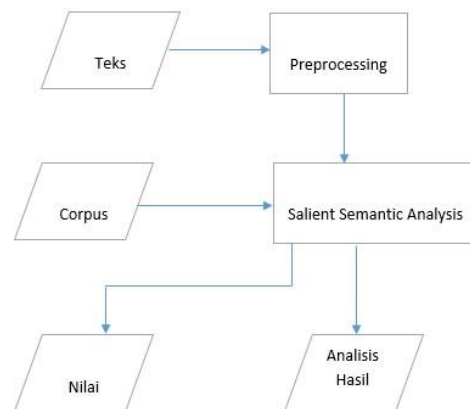 Teks
Preprocessing
Corpus
Salient Semantic Analysis
Nilai
Analisis
Hasil